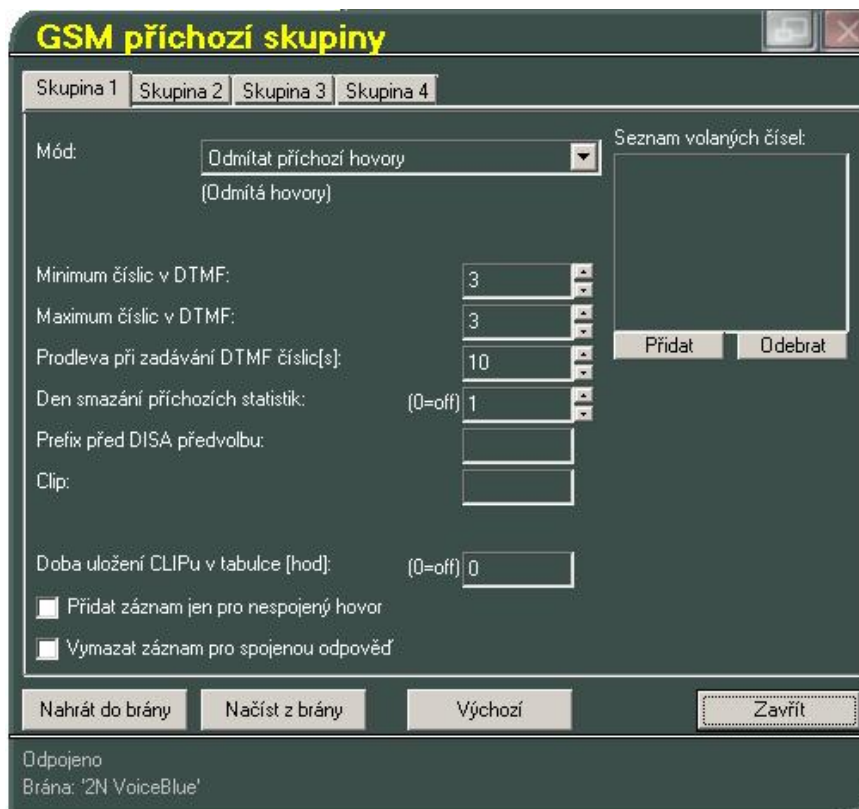 GSM příchozí skupiny
Skupina 1 Skupina 2 Skupina 3 Skupina 4
Mód: Odmítat příchozí hovory
(Odmítá hovory)
Seznam volaných čísel:
Minimum číslic v DTMF: 3
Maximum číslic v DTMF: 3
Přidat Odebrat
Prodleva při zadávání DTMF číslic[s]: 10
Den smazání příchozích statistik: (0=off) 1
Prefix před DISA předvolbu:
Clip:
Doba uložení CLIPu v tabulce [hod]: (0=off) 0
Přidat záznam jen pro nespojený hovor
Vymazat záznam pro spojenou odpověď
Nahrát do brány Načíst z brány Výchozí Zavřít
Odpojeno
Brána: '2N VoiceBlue'